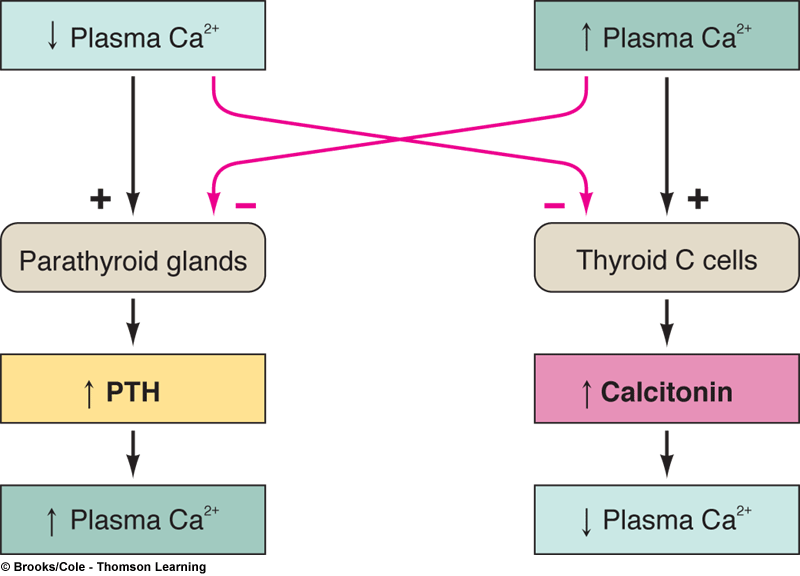 ↓ Plasma Ca²⁺
↑ Plasma Ca²⁺
+
−
−
+
Parathyroid glands
Thyroid C cells
↑ PTH
↑ Calcitonin
↑ Plasma Ca²⁺
↓ Plasma Ca²⁺
© Brooks/Cole - Thomson Learning